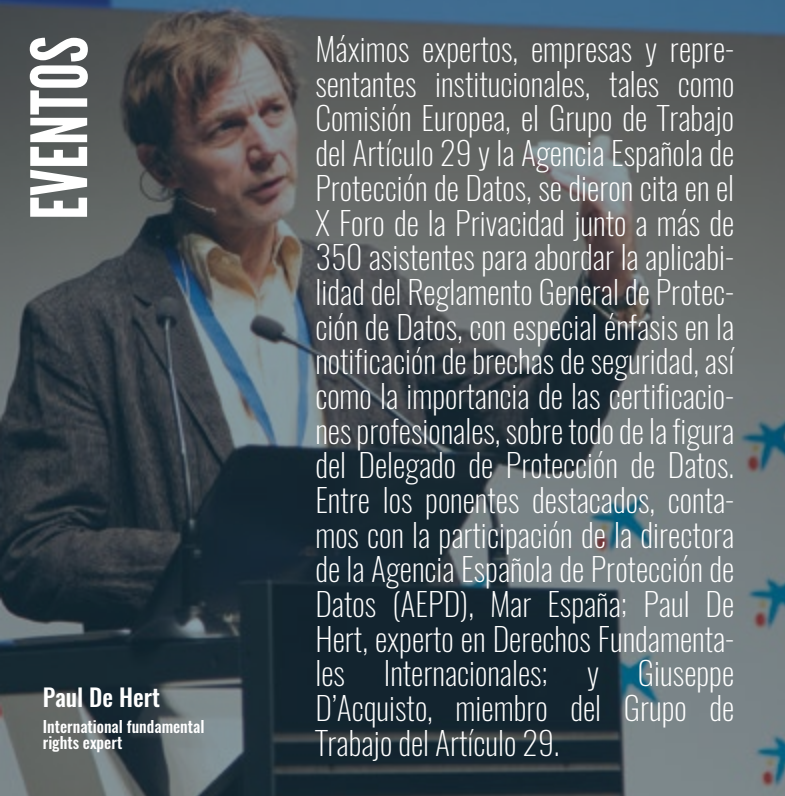 EVENTOS
Máximos expertos, empresas y repre-
sentantes institucionales, tales como
Comisión Europea, el Grupo de Trabajo
del Artículo 29 y la Agencia Española de
Protección de Datos, se dieron cita en el
X Foro de la Privacidad junto a más de
350 asistentes para abordar la aplicabi-
lidad del Reglamento General de Protec-
ción de Datos, con especial énfasis en la
notificación de brechas de seguridad, así
como la importancia de las certificacio-
nes profesionales, sobre todo de la figura
del Delegado de Protección de Datos.
Entre los ponentes destacados, conta-
mos con la participación de la directora
de la Agencia Española de Protección de
Datos (AEPD), Mar España; Paul De
Hert, experto en Derechos Fundamenta-
les Internacionales; y Giuseppe
D’Acquisto, miembro del Grupo de
Trabajo del Artículo 29.
Paul De Hert
International fundamental
rights expert